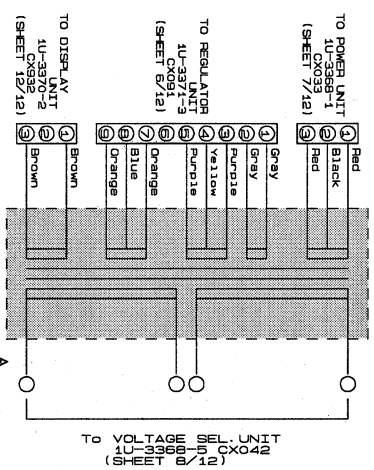 TO DISPLAY
UNIT
1U-3370-2
CX932
(SHEET 12/12)
3 2 1
Brown
Brown
TO REGULATOR
UNIT
1U-3371-3
CX091
(SHEET 6/12)
9 8 7 6 5 4 3 2 1
Orange
Blue
Orange
Purple
Yellow
Purple
Gray
Gray
TO POWER UNIT
1U-3368-1
CX033
(SHEET 7/12)
3 2 1
Red
Black
Red
To VOLTAGE SEL. UNIT
1U-3368-5 CX042
(SHEET 8/12)